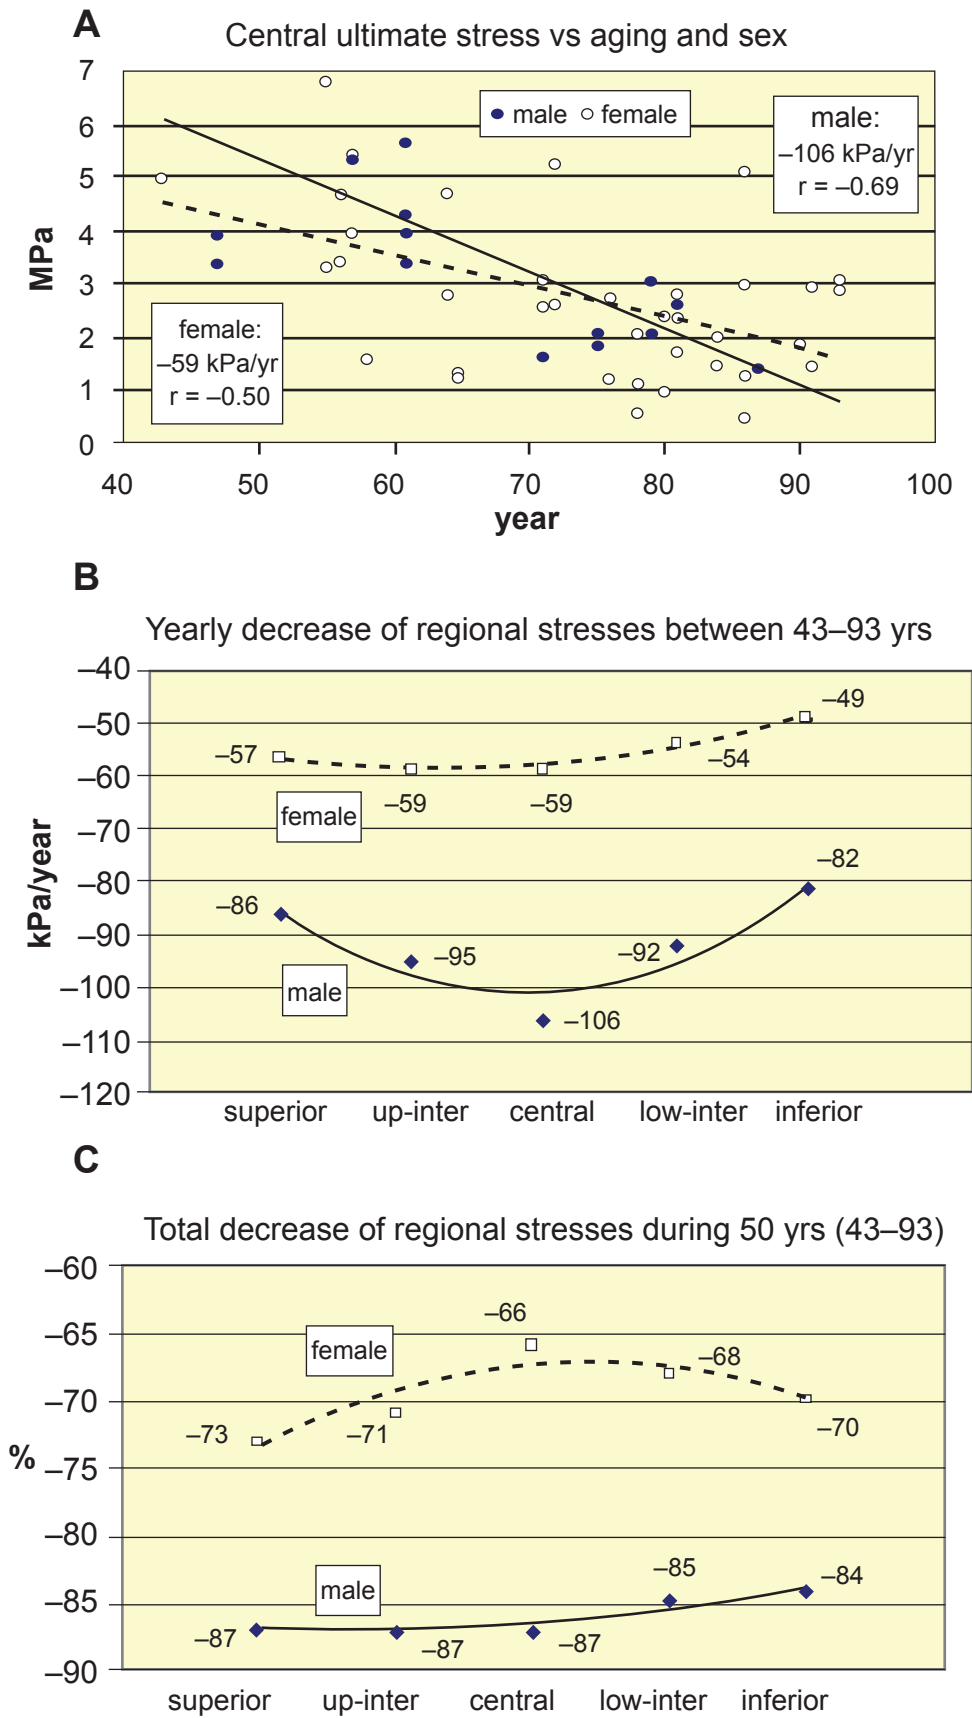 A
Central ultimate stress vs aging and sex
7
6
5
4
3
2
1
0
MPa
male female
male:
–106 kPa/yr
r = –0.69
female:
–59 kPa/yr
r = –0.50
40 50 60 70 80 90 100
year
B
Yearly decrease of regional stresses between 43–93 yrs
–40
–50
–60
–70
–80
–90
–100
–110
–120
kPa/year
–57
–59
–59
–54
–49
female
–86
–95
–106
–92
–82
male
superior up-inter central low-inter inferior
C
Total decrease of regional stresses during 50 yrs (43–93)
–60
–65
–70
–75
–80
–85
–90
%
female
–73
–71
–66
–68
–70
male
–87
–87
–87
–85
–84
superior up-inter central low-inter inferior